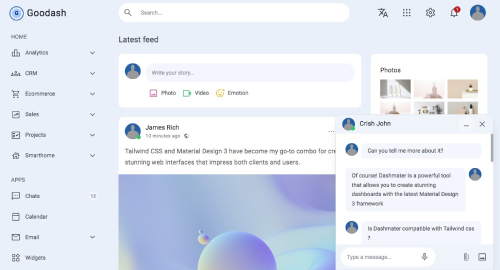 Goodash
Search...
1
HOME
Analytics
CRM
Ecommerce
Sales
Projects
Smarthome
APPS
Chats
12
Calendar
Email
Widgets
Latest feed
Write your story...
Photo
Video
Emotion
James Rich
10 minutes ago
Tailwind CSS and Material Design 3 have become my go-to combo for cre
stunning web interfaces that impress both clients and users.
Photos
Crish John
Can you tell me more about it?
Of course! Dashmater is a powerful tool
that allows you to create stunning
dashboards with the latest Material Design
3 framework
Is Dashmater compatible with Tailwind css
?
Type a message...